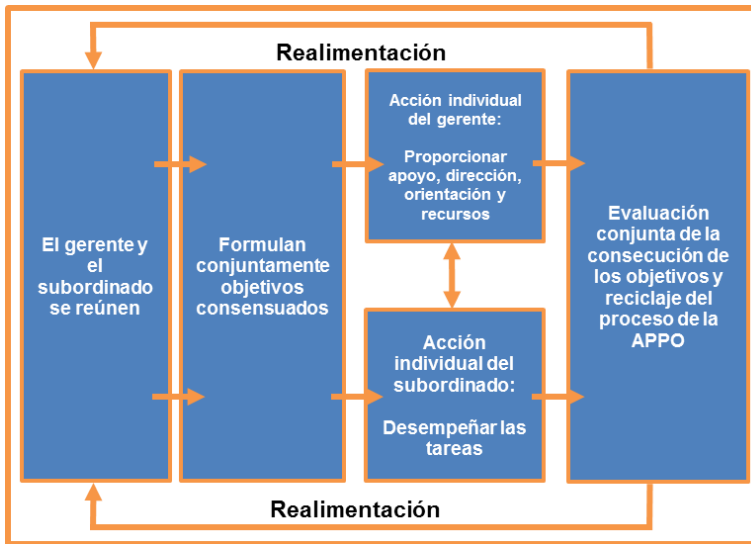 Realimentación
El gerente y
el
subordinado
se reúnen
Formulan
conjuntamente
objetivos
consensuados
Acción individual
del gerente:
Proporcionar
apoyo, dirección,
orientación y
recursos
Acción
individual del
subordinado:
Desempeñar las
tareas
Evaluación
conjunta de la
consecución de
los objetivos y
reciclaje del
proceso de la
APPO
Realimentación